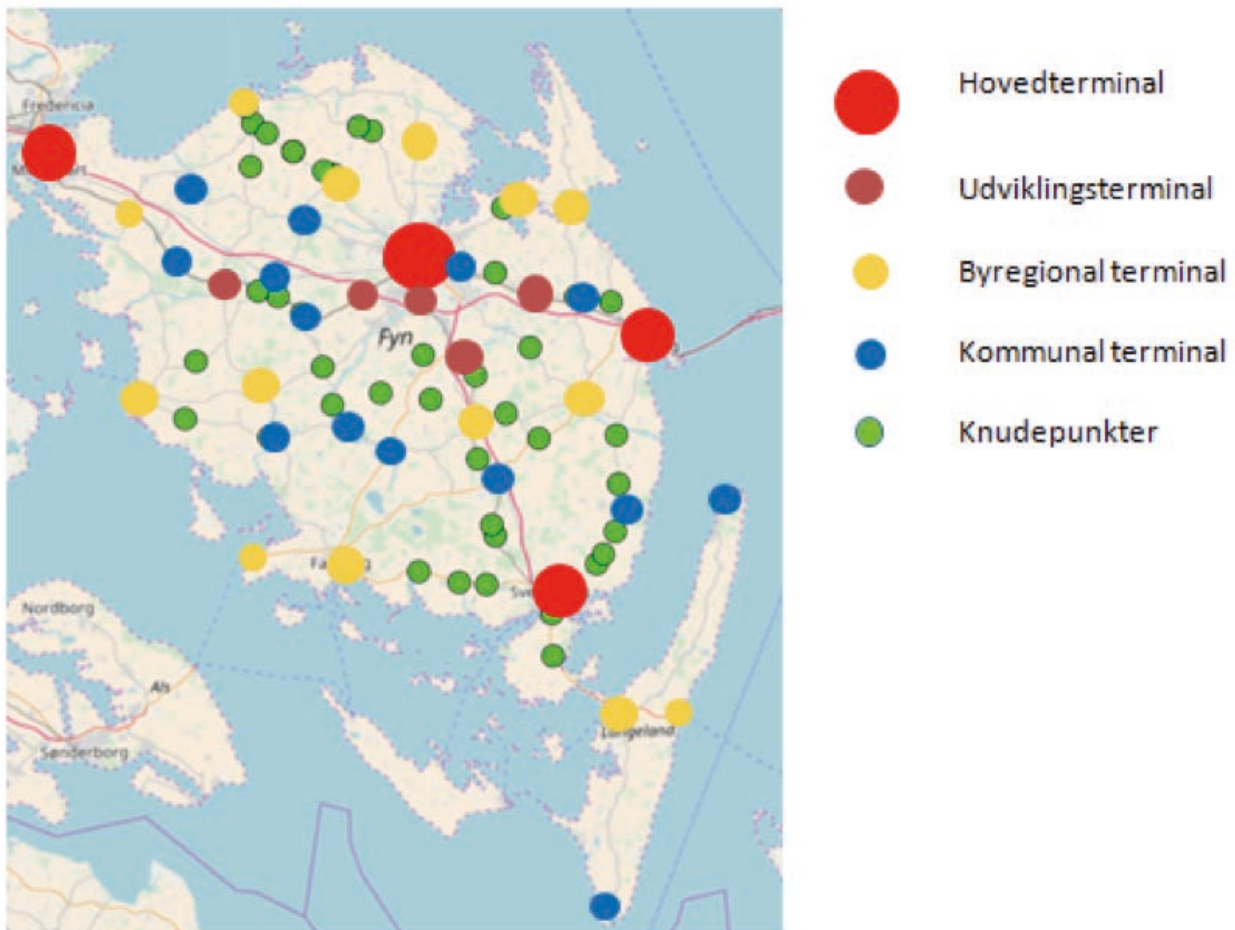 Fredericia
Fyn
Nordborg
Als
Sønderborg
Langeland
Hovedterminal
Udviklingsterminal
Byregional terminal
Kommunal terminal
Knudepunkter